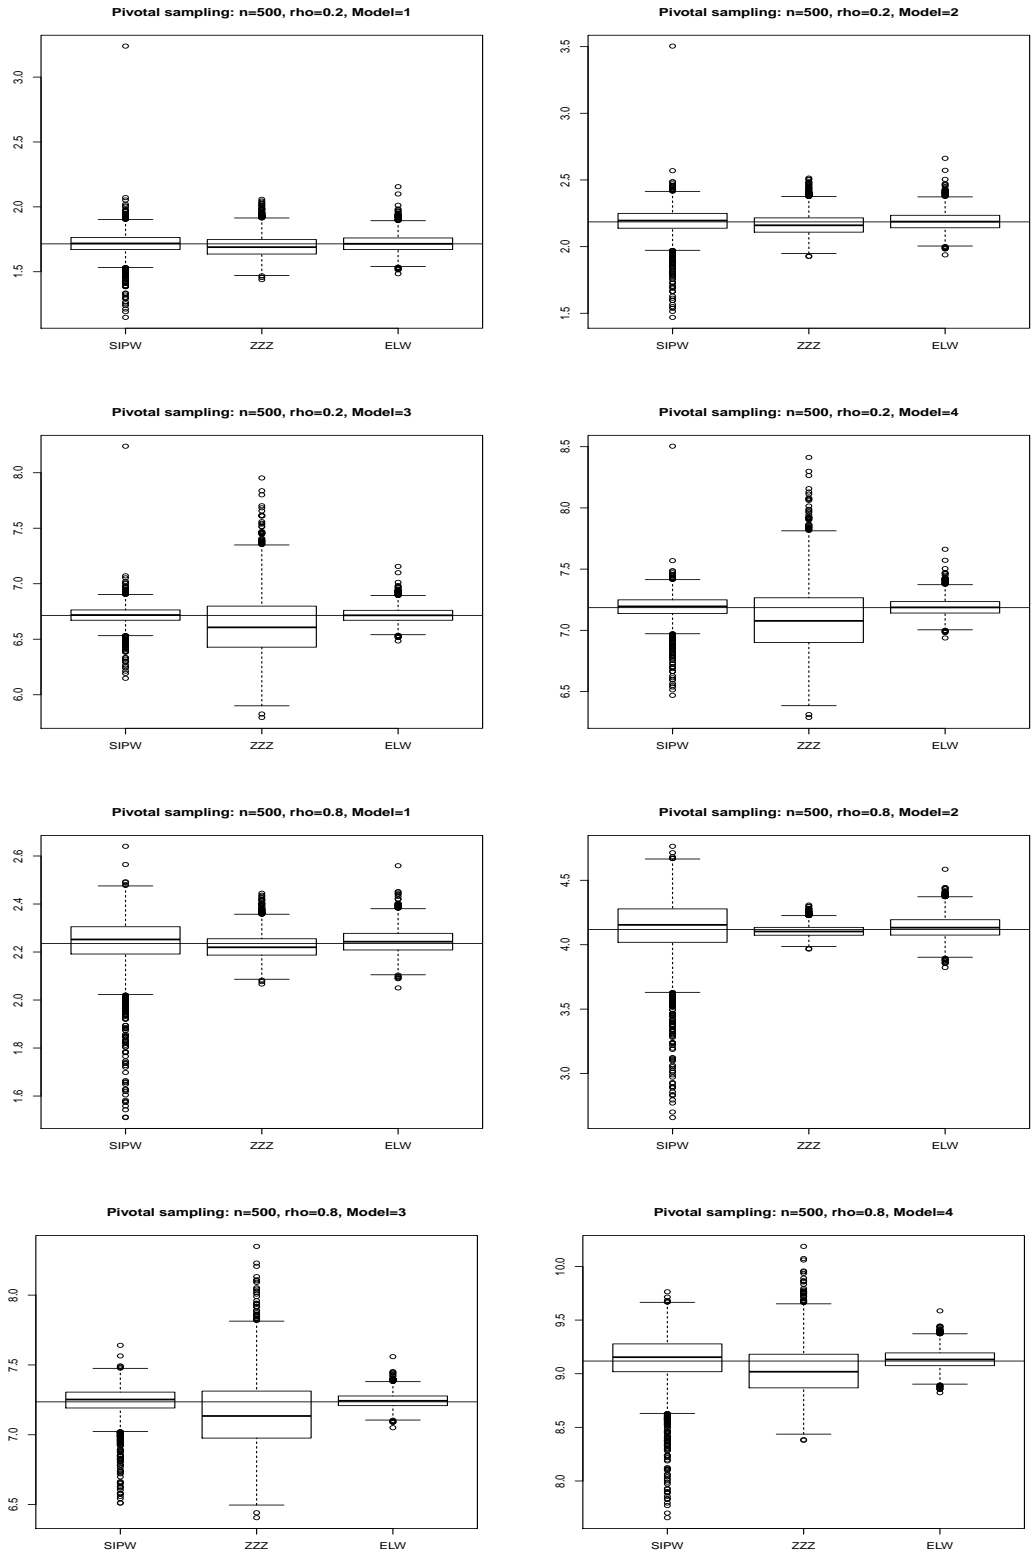 Pivotal sampling: n=500, rho=0.2, Model=1
3.0
2.5
2.0
1.5
SIPW ZZZ ELW
Pivotal sampling: n=500, rho=0.2, Model=2
3.5
3.0
2.5
2.0
1.5
SIPW ZZZ ELW
Pivotal sampling: n=500, rho=0.2, Model=3
8.0
7.5
7.0
6.5
6.0
SIPW ZZZ ELW
Pivotal sampling: n=500, rho=0.2, Model=4
8.5
8.0
7.5
7.0
6.5
SIPW ZZZ ELW
Pivotal sampling: n=500, rho=0.8, Model=1
2.6
2.4
2.2
2.0
1.8
1.6
SIPW ZZZ ELW
Pivotal sampling: n=500, rho=0.8, Model=2
4.5
4.0
3.5
3.0
SIPW ZZZ ELW
Pivotal sampling: n=500, rho=0.8, Model=3
8.0
7.5
7.0
6.5
SIPW ZZZ ELW
Pivotal sampling: n=500, rho=0.8, Model=4
10.0
9.5
9.0
8.5
8.0
SIPW ZZZ ELW